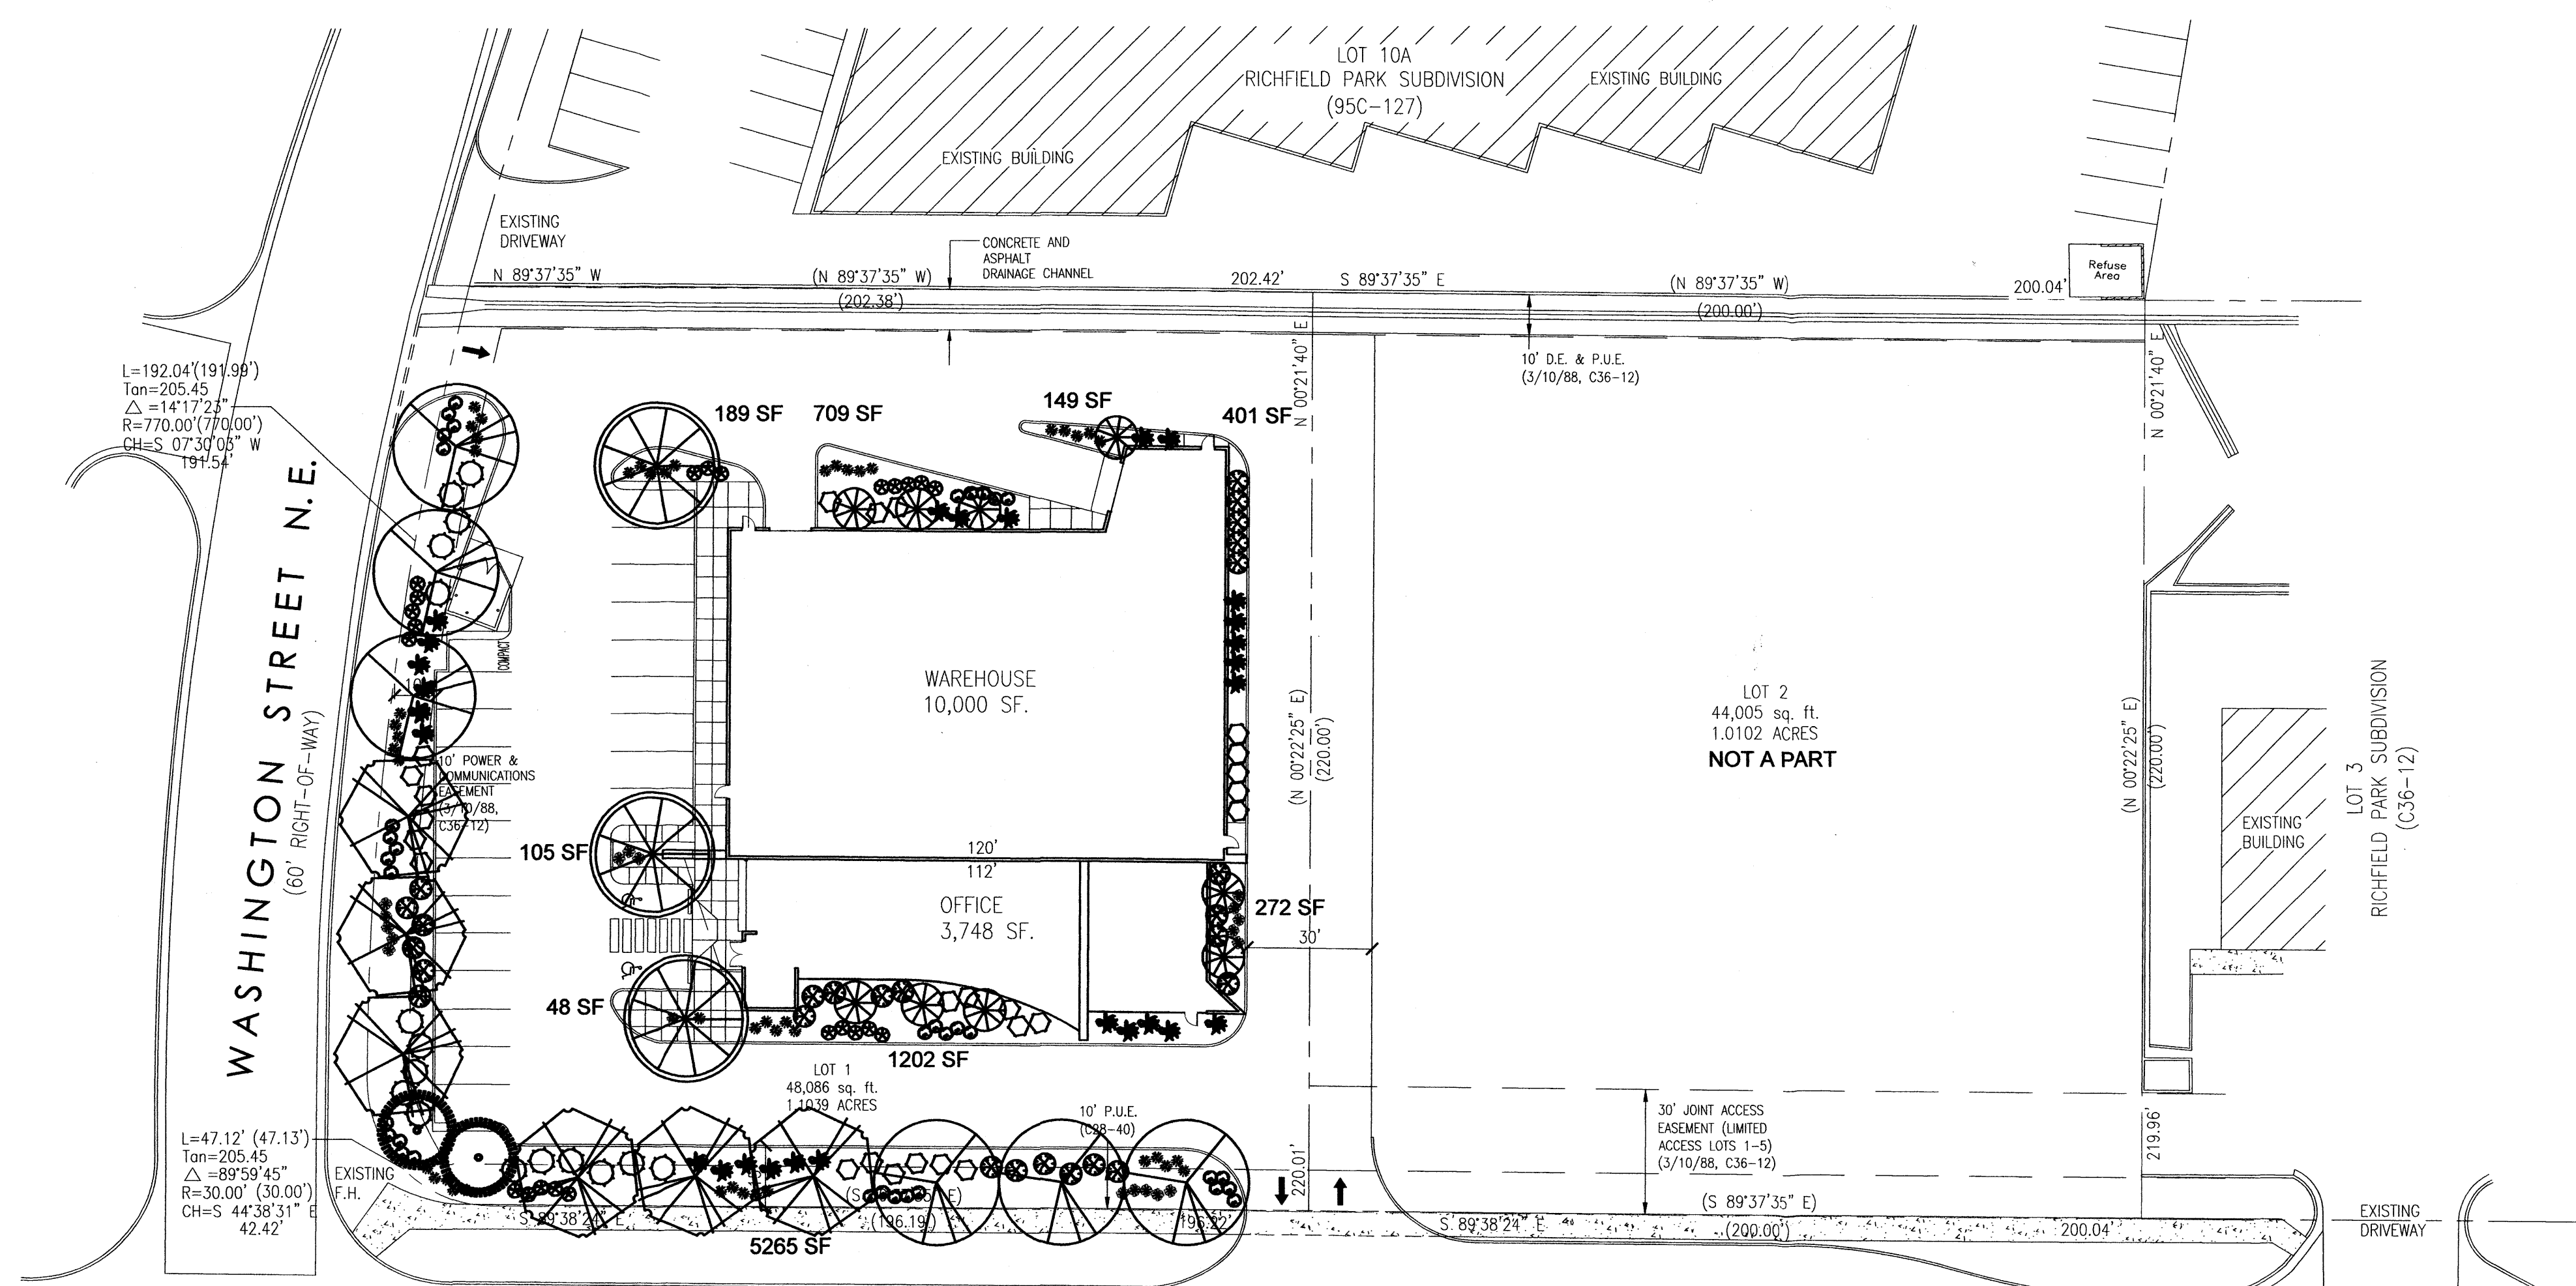 LOT 10A
RICHFIELD PARK SUBDIVISION
(95C-127)
EXISTING BUILDING
EXISTING BUILDING
EXISTING
DRIVEWAY
CONCRETE AND
ASPHALT
DRAINAGE CHANNEL
N 89°37'35" W
(N 89°37'35" W)
(202.38')
202.42'
S 89°37'35" E
(N 89°37'35" W)
(200.00')
200.04'
Refuse
Area
10' D.E. & P.U.E.
(3/10/88, C36-12)
N 00°21'40" E
N 00°21'40" E
L=192.04'(191.99')
Tan=205.45
△ =14°17'23"
R=770.00'(770.00')
CH=S 07°30'03" W
191.54'
WASHINGTON STREET N.E.
(60' RIGHT-OF-WAY)
189 SF
709 SF
149 SF
401 SF
COMPACT
10' POWER &
COMMUNICATIONS
EASEMENT
(3/10/88,
C36-12)
WAREHOUSE
10,000 SF.
120'
112'
OFFICE
3,748 SF.
105 SF
48 SF
272 SF
30'
1202 SF
(N 00°22'25" E)
(220.00')
LOT 2
44,005 sq. ft.
1.0102 ACRES
NOT A PART
(N 00°22'25" E)
(220.00')
EXISTING
BUILDING
LOT 3
RICHFIELD PARK SUBDIVISION
(C36-12)
LOT 1
48,086 sq. ft.
1.1039 ACRES
10' P.U.E.
(C28-40)
30' JOINT ACCESS
EASEMENT (LIMITED
ACCESS LOTS 1-5)
(3/10/88, C36-12)
220.01'
219.96'
L=47.12' (47.13')
Tan=205.45
△ =89°59'45"
R=30.00' (30.00')
CH=S 44°38'31" E
42.42'
EXISTING
F.H.
S 89°38'24" E
(196.19')
196.22'
5265 SF
S 89°38'24" E
(S 89°37'35" E)
(200.00')
200.04'
EXISTING
DRIVEWAY